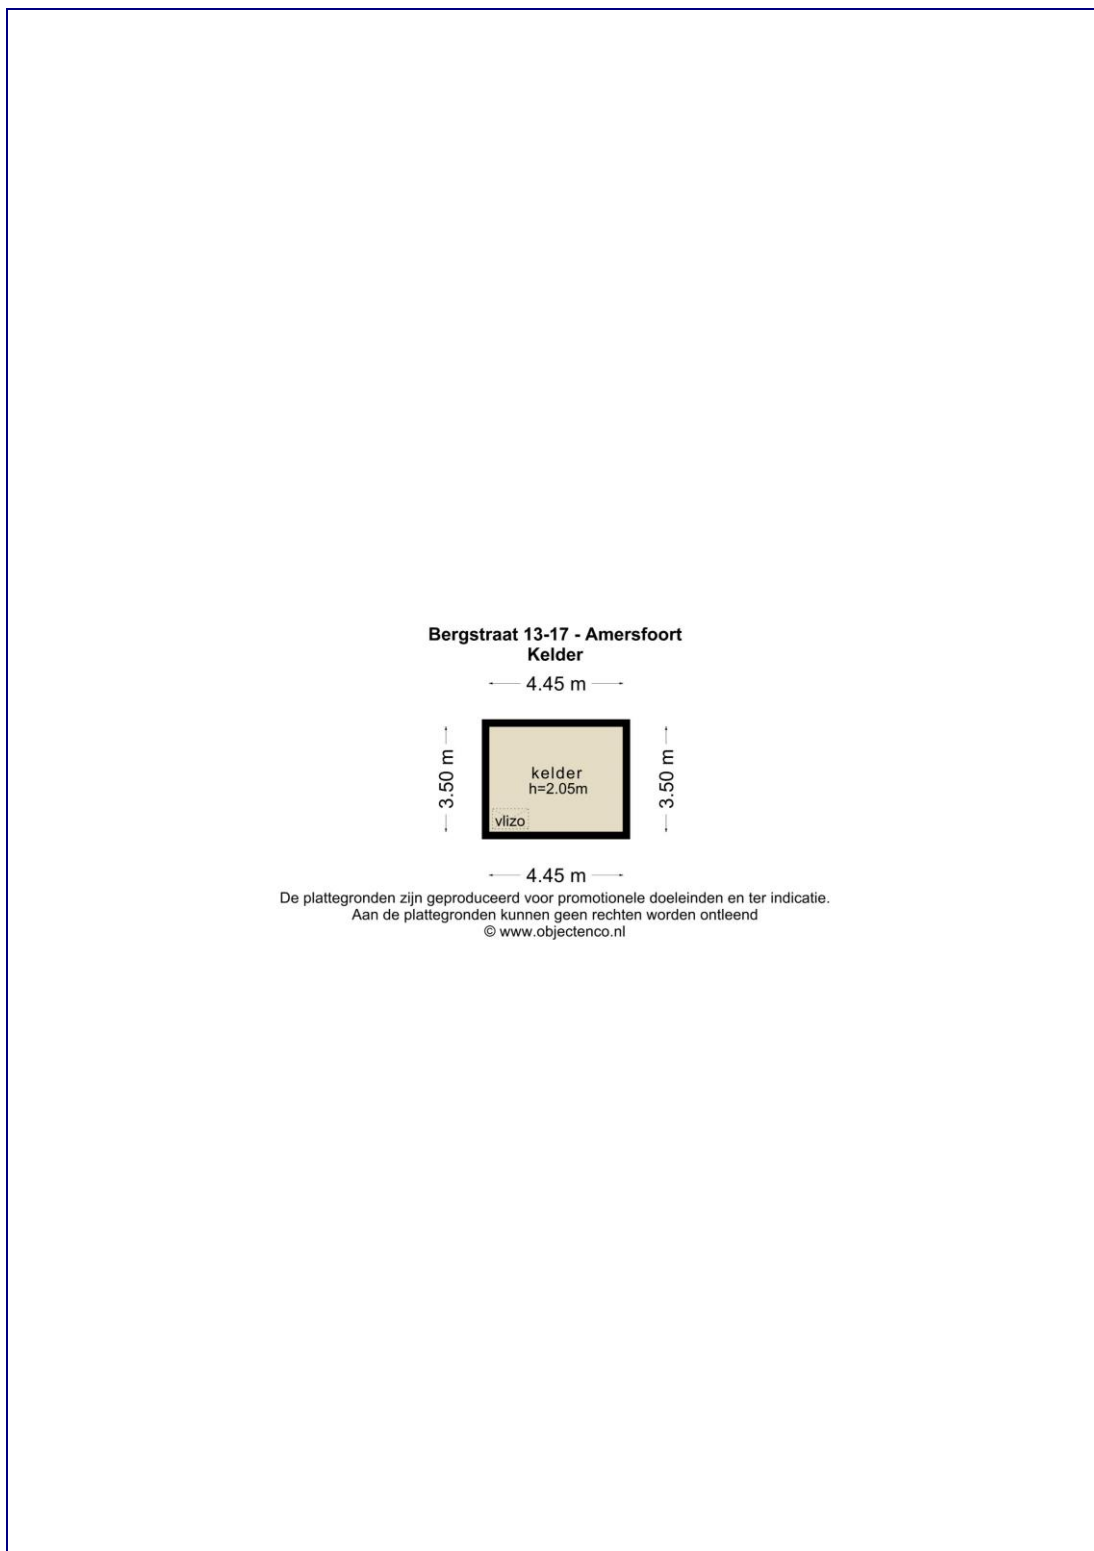 Bergstraat 13-17 - Amersfoort
Kelder
4.45 m
3.50 m
kelder
h=2.05m
3.50 m
vlizo
4.45 m
De plattegronden zijn geproduceerd voor promotionele doeleinden en ter indicatie.
Aan de plattegronden kunnen geen rechten worden ontleend
© www.objectenco.nl